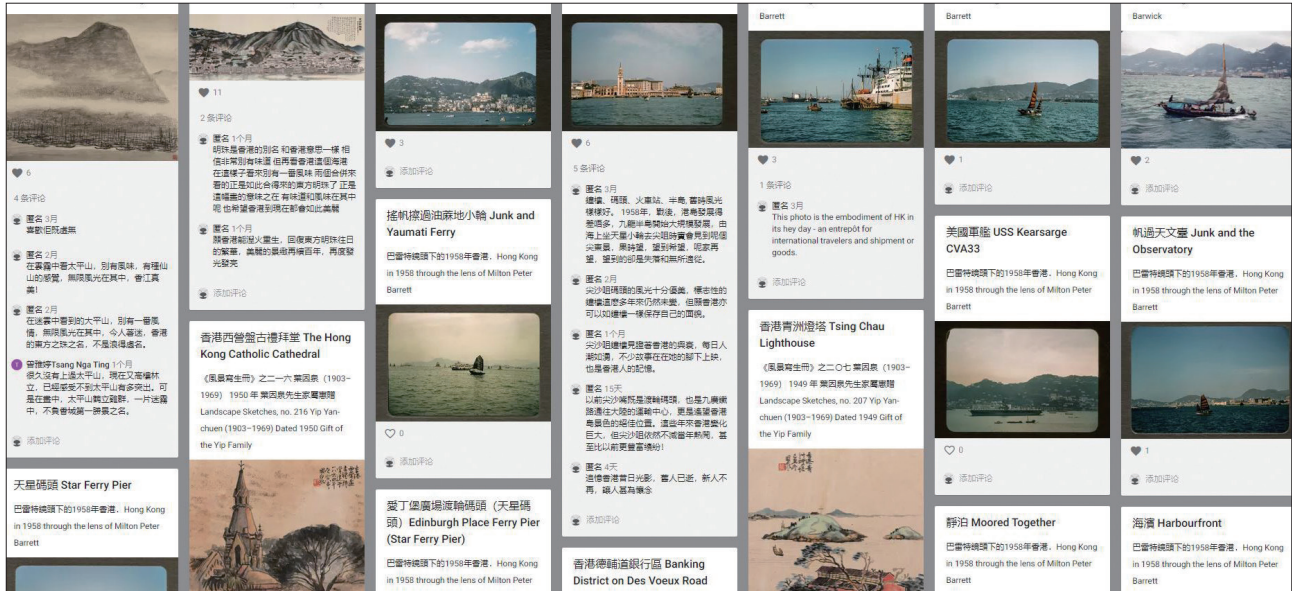 6
4 条评论
匿名 3月
雲歡怔既虛無
匿名 2月
在雲霧中看太平山，別有風味，有種仙
山的感覺，無限風光在其中，香江真
美！
匿名 2月
在迷雲中看到的大平山，別有一番風
情，無限風光在其中，令人著迷，香港
的東方之珠之名，不是浪得虛名。
曾雅婷Tsang Nga Ting 1个月
很久沒有上過太平山，現在又高樓林
立，已經感受不到太平山有多突出。可
是在畫中，太平山鶴立雞群，一片迷霧
中，不負香城第一勝景之名。
添加评论
天星碼頭 Star Ferry Pier
巴雷特鏡頭下的1958年香港．Hong Kong
in 1958 through the lens of Milton Peter
Barrett
11
2 条评论
匿名 1个月
明珠是香港的別名 和香港意思一樣 相
信非常別有味道 但再看香港這個海港
在這樣子看來別有一番風味 兩個合併來
看的正是如此合得來的東方明珠了 正是
這幅畫的意味之在 有味道和風味在其中
呢 也希望香港到現在都會如此美麗
匿名 1个月
願香港能浴火重生，回復東方明珠往日
的繁華，美麗的景緻再續百年，再度發
光發亮
添加评论
香港西營盤古禮拜堂 The Hong
Kong Catholic Cathedral
《風景寫生冊》之二一六 葉因泉（1903–
1969） 1950 年 葉因泉先生家屬惠贈
Landscape Sketches, no. 216 Yip Yan-
chuen (1903–1969) Dated 1950 Gift of
the Yip Family
3
添加评论
搖帆擦過油蔴地小輪 Junk and
Yaumati Ferry
巴雷特鏡頭下的1958年香港．Hong Kong
in 1958 through the lens of Milton Peter
Barrett
0
添加评论
愛丁堡廣場渡輪碼頭（天星碼
頭）Edinburgh Place Ferry Pier
(Star Ferry Pier)
巴雷特鏡頭下的1958年香港．Hong Kong
in 1958 through the lens of Milton Peter
6
5 条评论
匿名 3月
鐘樓、碼頭、火車站、半島, 舊時風光
樣樣好。 1958年，戰後，港島發展得
差唔多，九龍半島開始大規模發展，由
海上坐天星小輪去尖咀時實會見到呢個
尖東景，果時望，望到希望，呢家再
望，望到的卻是失落和無所適從。
匿名 2月
尖沙咀碼頭的風光十分優美，標志性的
鐘樓這麼多年來仍然未變，但願香港亦
可以如鐘樓一樣保存自己的面貌。
匿名 1个月
尖沙咀鐘樓見證著香港的興衰，每日人
潮如湧，不少故事在在她的腳下上映，
也是香港人的記憶。
匿名 15天
以前尖沙嘴既是渡輪碼頭，也是九廣鐵
路通往大陸的運輸中心，更是遙望香港
島景色的絕佳位置。這些年來香港變化
巨大，但尖沙咀依然不減當年熱鬧，甚
至比以前更豐富繽紛！
匿名 4天
追憶香港昔日光影，舊人已逝，新人不
再，讓人甚為懷念
添加评论
香港德輔道銀行區 Banking
District on Des Voeux Road
Barrett
3
1 条评论
匿名 3月
This photo is the embodiment of HK in
its hey day - an entrepôt for
international travelers and shipment or
goods.
添加评论
香港青洲燈塔 Tsing Chau
Lighthouse
《風景寫生冊》之二〇七 葉因泉（1903–
1969） 1949 年 葉因泉先生家屬惠贈
Landscape Sketches, no. 207 Yip Yan-
chuen (1903–1969) Dated 1949 Gift of
the Yip Family
Barrett
1
添加评论
美國軍艦 USS Kearsarge
CVA33
巴雷特鏡頭下的1958年香港．Hong Kong
in 1958 through the lens of Milton Peter
Barrett
0
添加评论
靜泊 Moored Together
巴雷特鏡頭下的1958年香港．Hong Kong
in 1958 through the lens of Milton Peter
Barrett
Barwick
2
添加评论
帆過天文臺 Junk and the
Observatory
巴雷特鏡頭下的1958年香港．Hong Kong
in 1958 through the lens of Milton Peter
Barrett
1
添加评论
海濱 Harbourfront
巴雷特鏡頭下的1958年香港．Hong Kong
in 1958 through the lens of Milton Peter
Barrett